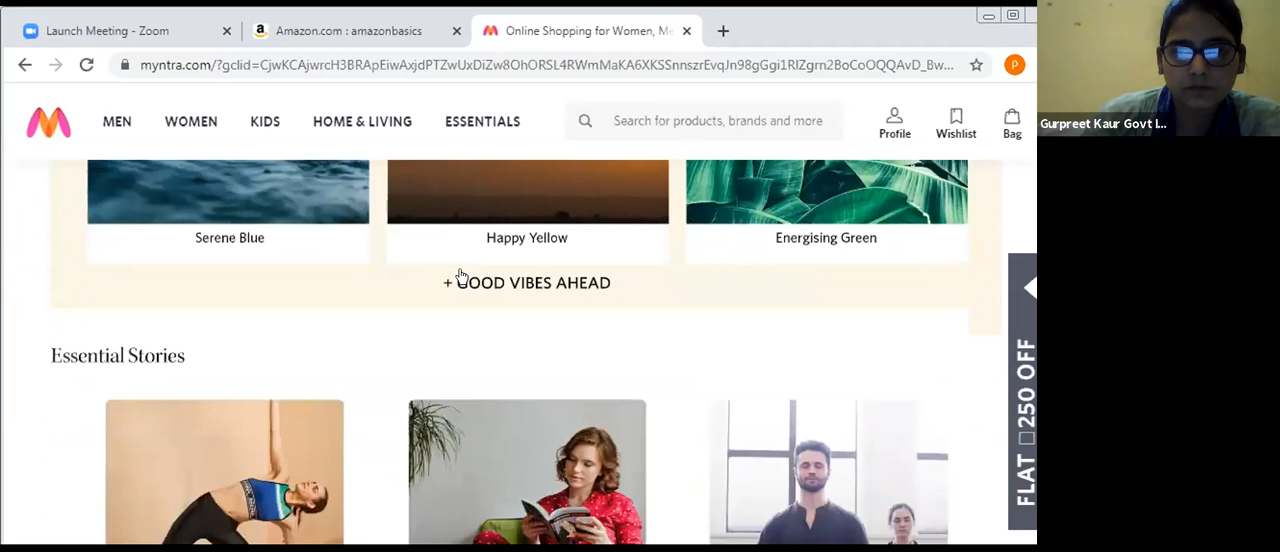 Launch Meeting - Zoom
Amazon.com : amazonbasics
Online Shopping for Women, Me
myntra.com/?gclid=
MEN
WOMEN
KIDS
HOME & LIVING
ESSENTIALS
Search for products, brands and more
Profile
Wishlist
Bag
Gurpreet Kaur Govt I...
Serene Blue
Happy Yellow
Energising Green
+ GOOD VIBES AHEAD
FLAT □250 OFF
Essential Stories